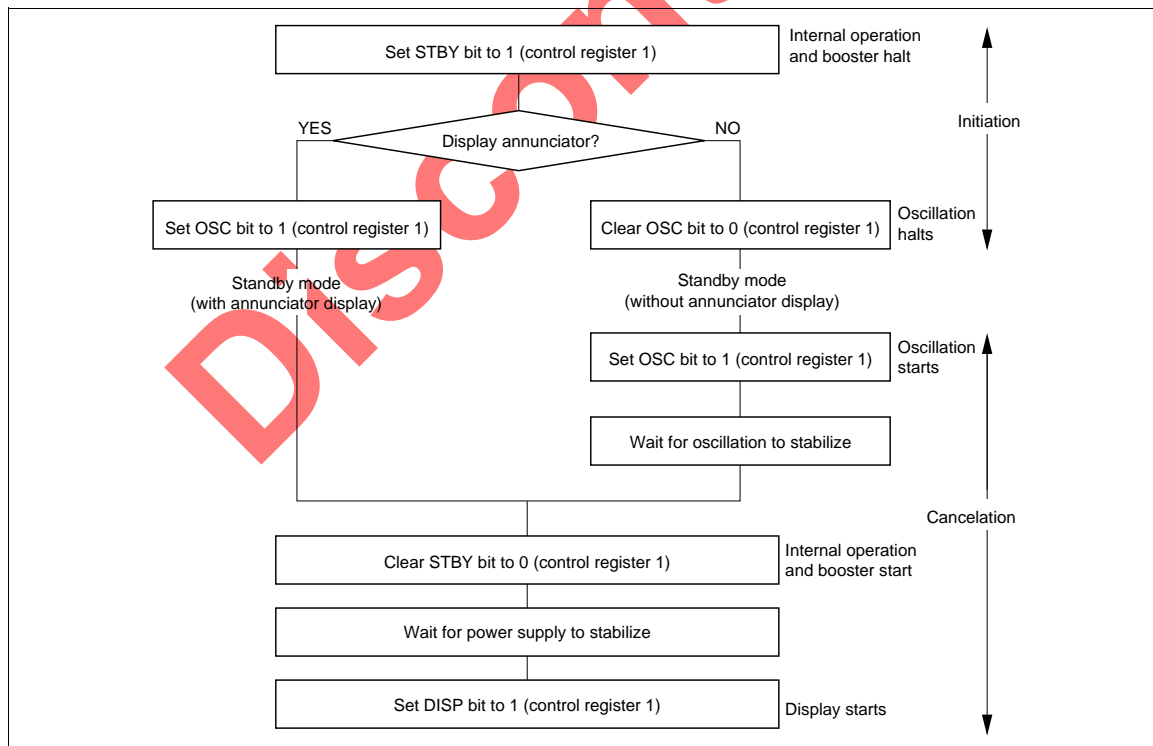 Set STBY bit to 1 (control register 1)
Internal operation
and booster halt
YES
Display annunciator?
NO
Initiation
Set OSC bit to 1 (control register 1)
Clear OSC bit to 0 (control register 1)
Oscillation
halts
Standby mode
(with annunciator display)
Standby mode
(without annunciator display)
Set OSC bit to 1 (control register 1)
Oscillation
starts
Wait for oscillation to stabilize
Cancelation
Clear STBY bit to 0 (control register 1)
Internal operation
and booster start
Wait for power supply to stabilize
Set DISP bit to 1 (control register 1)
Display starts